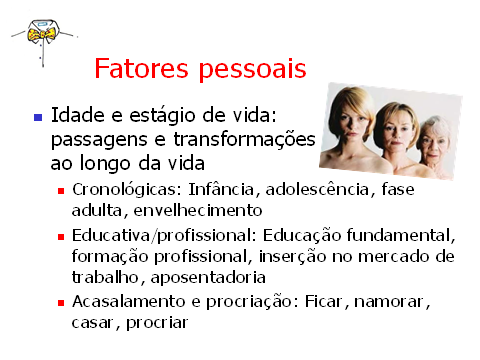 Fatores pessoais
Idade e estágio de vida:
passagens e transformações
ao longo da vida
Cronológicas: Infância, adolescência, fase
adulta, envelhecimento
Educativa/profissional: Educação fundamental,
formação profissional, inserção no mercado de
trabalho, aposentadoria
Acasalamento e procriação: Ficar, namorar,
casar, procriar